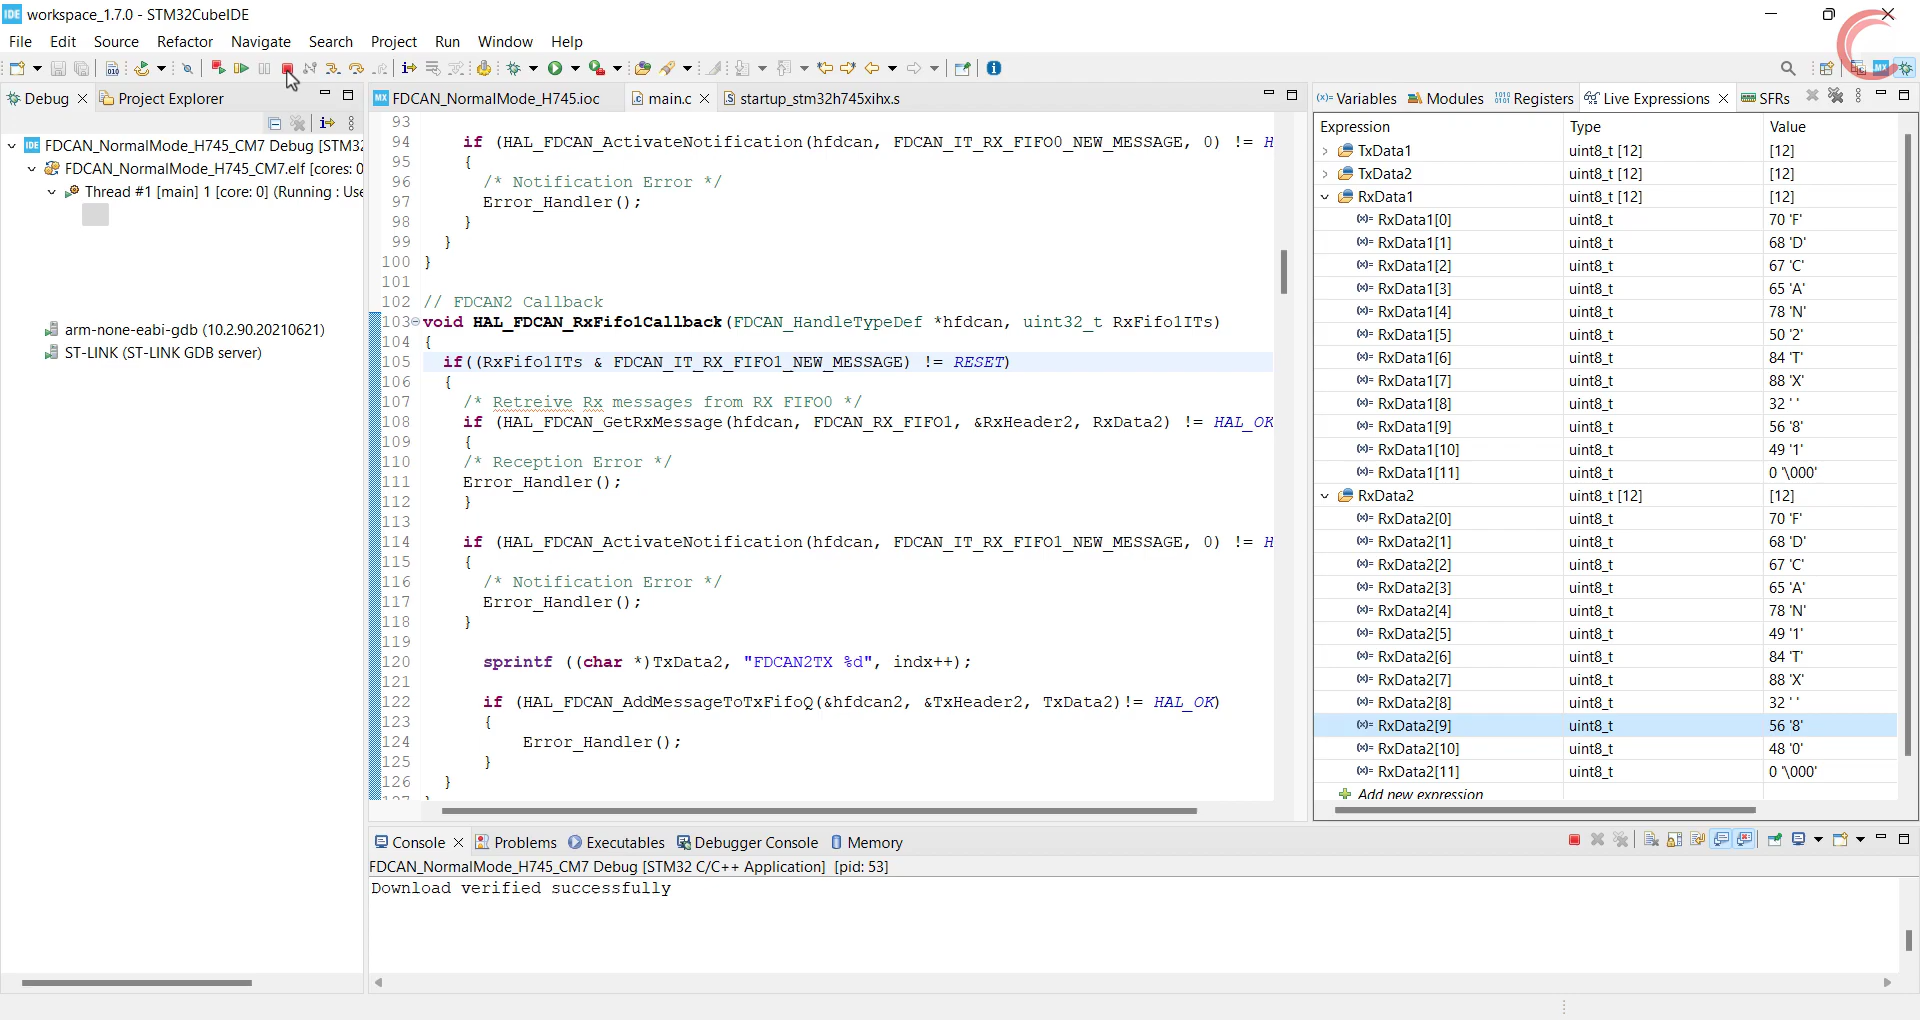 IDE workspace_1.7.0 - STM32CubeIDE
File Edit Source Refactor Navigate Search Project Run Window Help
Debug Project Explorer
IDE FDCAN_NormalMode_H745_CM7 Debug [STM32
FDCAN_NormalMode_H745_CM7.elf [cores: 0
Thread #1 [main] 1 [core: 0] (Running : Use
arm-none-eabi-gdb (10.2.90.20210621)
ST-LINK (ST-LINK GDB server)
MX FDCAN_NormalMode_H745.ioc main.c startup_stm32h745xihx.s
93
94 if (HAL_FDCAN_ActivateNotification(hfdcan, FDCAN_IT_RX_FIFO0_NEW_MESSAGE, 0) != H
95 {
96 /* Notification Error */
97 Error_Handler();
98 }
99 }
100 }
101
102 // FDCAN2 Callback
103 void HAL_FDCAN_RxFifo1Callback(FDCAN_HandleTypeDef *hfdcan, uint32_t RxFifo1ITs)
104 {
105 if((RxFifo1ITs & FDCAN_IT_RX_FIFO1_NEW_MESSAGE) != RESET)
106 {
107 /* Retreive Rx messages from RX FIFO0 */
108 if (HAL_FDCAN_GetRxMessage(hfdcan, FDCAN_RX_FIFO1, &RxHeader2, RxData2) != HAL_OK
109 {
110 /* Reception Error */
111 Error_Handler();
112 }
113
114 if (HAL_FDCAN_ActivateNotification(hfdcan, FDCAN_IT_RX_FIFO1_NEW_MESSAGE, 0) != H
115 {
116 /* Notification Error */
117 Error_Handler();
118 }
119
120 sprintf ((char *)TxData2, "FDCAN2TX %d", indx++);
121
122 if (HAL_FDCAN_AddMessageToTxFifoQ(&hfdcan2, &TxHeader2, TxData2)!= HAL_OK)
123 {
124 Error_Handler();
125 }
126 }
Variables Modules Registers Live Expressions SFRs
Expression Type Value
TxData1 uint8_t [12] [12]
TxData2 uint8_t [12] [12]
RxData1 uint8_t [12] [12]
RxData1[0] uint8_t 70 'F'
RxData1[1] uint8_t 68 'D'
RxData1[2] uint8_t 67 'C'
RxData1[3] uint8_t 65 'A'
RxData1[4] uint8_t 78 'N'
RxData1[5] uint8_t 50 '2'
RxData1[6] uint8_t 84 'T'
RxData1[7] uint8_t 88 'X'
RxData1[8] uint8_t 32 ' '
RxData1[9] uint8_t 56 '8'
RxData1[10] uint8_t 49 '1'
RxData1[11] uint8_t 0 '\000'
RxData2 uint8_t [12] [12]
RxData2[0] uint8_t 70 'F'
RxData2[1] uint8_t 68 'D'
RxData2[2] uint8_t 67 'C'
RxData2[3] uint8_t 65 'A'
RxData2[4] uint8_t 78 'N'
RxData2[5] uint8_t 49 '1'
RxData2[6] uint8_t 84 'T'
RxData2[7] uint8_t 88 'X'
RxData2[8] uint8_t 32 ' '
RxData2[9] uint8_t 56 '8'
RxData2[10] uint8_t 48 '0'
RxData2[11] uint8_t 0 '\000'
Add new expression
Console Problems Executables Debugger Console Memory
FDCAN_NormalMode_H745_CM7 Debug [STM32 C/C++ Application] [pid: 53]
Download verified successfully